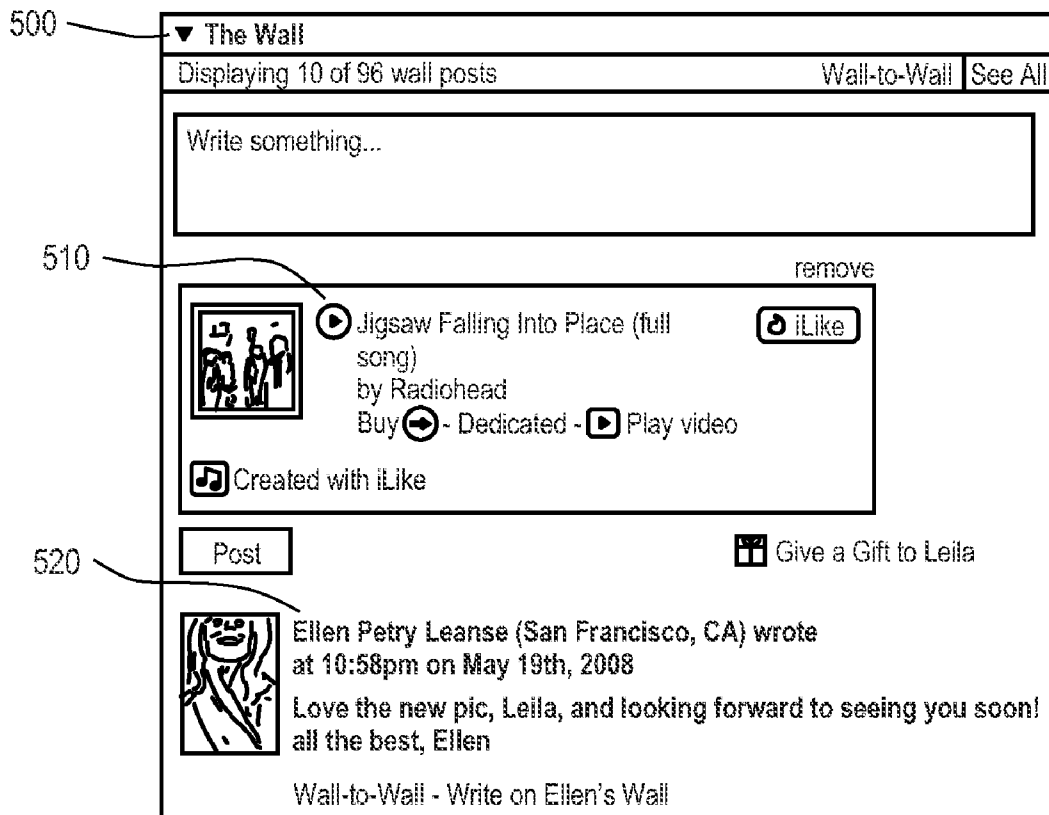 500
▼ The Wall
Displaying 10 of 96 wall posts Wall-to-Wall See All
Write something...
510
remove
Jigsaw Falling Into Place (full iLike
song)
by Radiohead
Buy - Dedicated - Play video
Created with iLike
Post Give a Gift to Leila
520
Ellen Petry Leanse (San Francisco, CA) wrote
at 10:58pm on May 19th, 2008
Love the new pic, Leila, and looking forward to seeing you soon!
all the best, Ellen
Wall-to-Wall - Write on Ellen's Wall